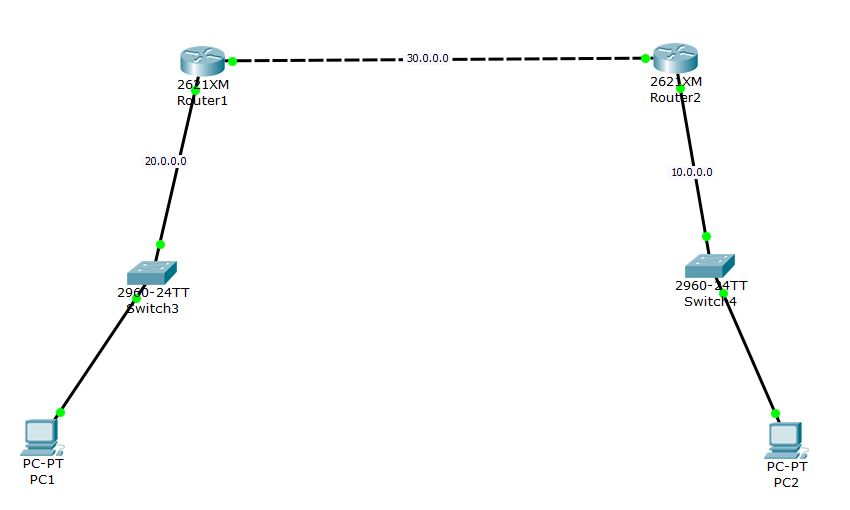 30.0.0.0
2621XM
Router1
2621XM
Router2
20.0.0.0
10.0.0.0
2960-24TT
Switch3
2960-24TT
Switch4
PC-PT
PC1
PC-PT
PC2